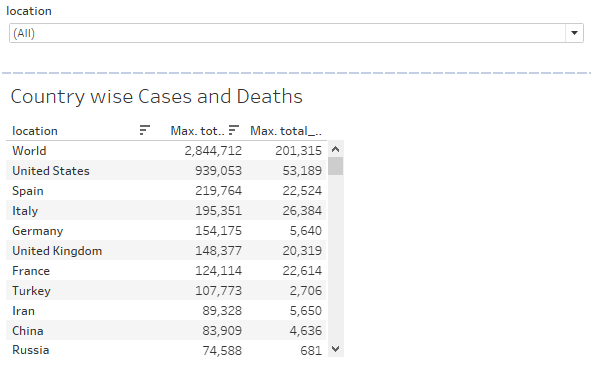 location
(All)
Country wise Cases and Deaths
location Max. tot.. Max. total_..
World 2,844,712 201,315
United States 939,053 53,189
Spain 219,764 22,524
Italy 195,351 26,384
Germany 154,175 5,640
United Kingdom 148,377 20,319
France 124,114 22,614
Turkey 107,773 2,706
Iran 89,328 5,650
China 83,909 4,636
Russia 74,588 681